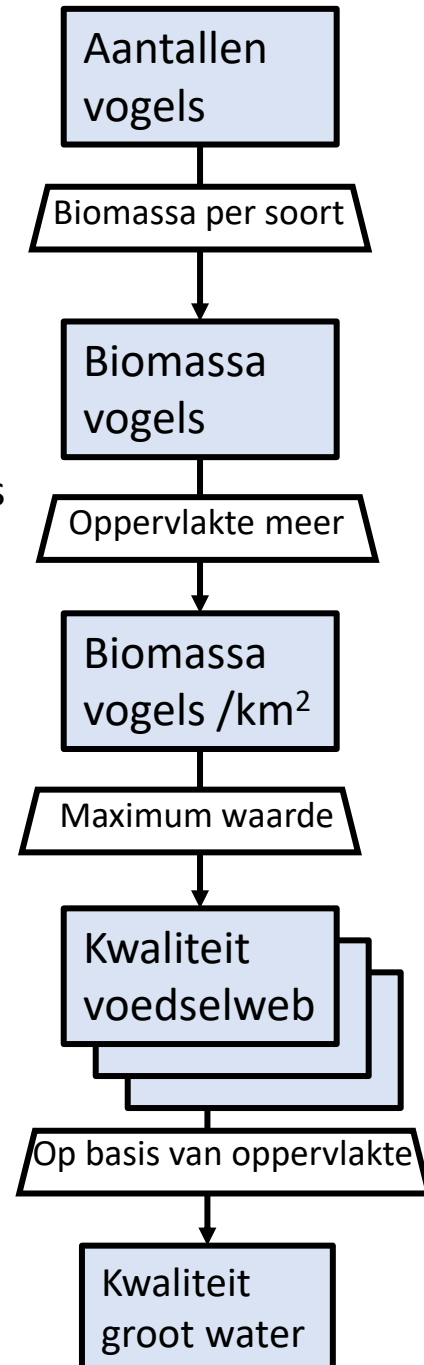 Aantallen
vogels
Biomassa per soort
Biomassa
vogels
s
Oppervlakte meer
Biomassa
vogels /km²
Maximum waarde
Kwaliteit
voedselweb
Op basis van oppervlakte
Kwaliteit
groot water